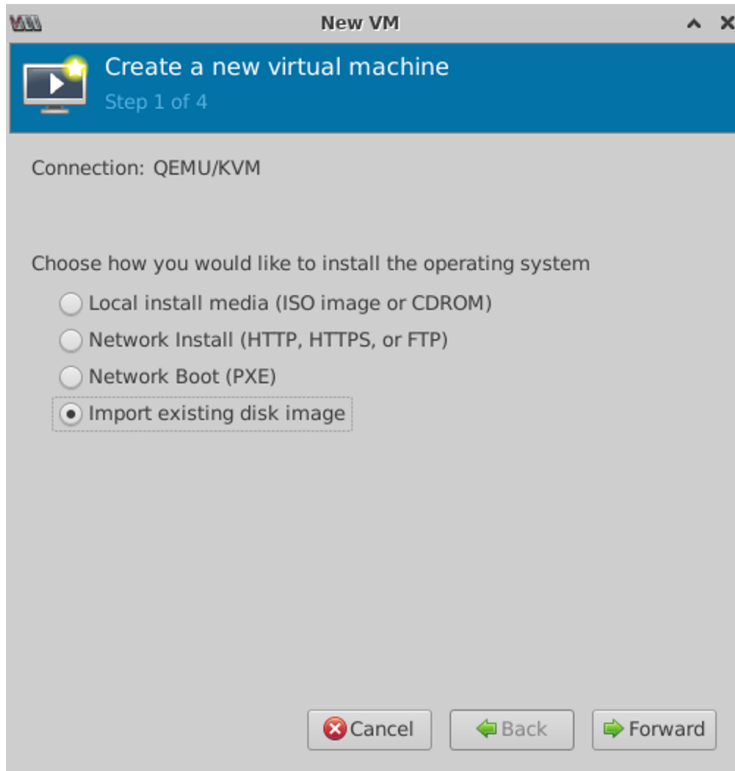 New VM
Create a new virtual machine
Step 1 of 4
Connection: QEMU/KVM
Choose how you would like to install the operating system
Local install media (ISO image or CDROM)
Network Install (HTTP, HTTPS, or FTP)
Network Boot (PXE)
Import existing disk image
Cancel Back Forward